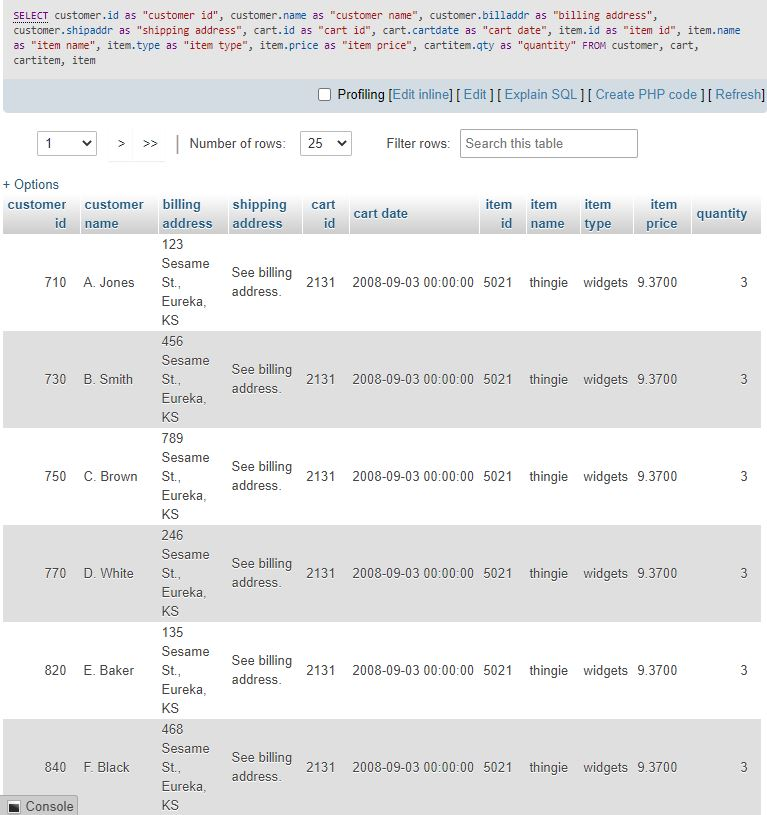 SELECT customer.id as "customer id", customer.name as "customer name", customer.billaddr as "billing address",
customer.shipaddr as "shipping address", cart.id as "cart id", cart.cartdate as "cart date", item.id as "item id", item.name
as "item name", item.type as "item type", item.price as "item price", cartitem.qty as "quantity" FROM customer, cart,
cartitem, item
Profiling [Edit inline] [ Edit ] [ Explain SQL ] [ Create PHP code ] [ Refresh]
1 > >> | Number of rows: 25 Filter rows: Search this table
+ Options
customer id customer name billing address shipping address cart id cart date item id item name item type item price quantity
710 A. Jones 123 Sesame St., Eureka, KS See billing address. 2131 2008-09-03 00:00:00 5021 thingie widgets 9.3700 3
730 B. Smith 456 Sesame St., Eureka, KS See billing address. 2131 2008-09-03 00:00:00 5021 thingie widgets 9.3700 3
750 C. Brown 789 Sesame St., Eureka, KS See billing address. 2131 2008-09-03 00:00:00 5021 thingie widgets 9.3700 3
770 D. White 246 Sesame St., Eureka, KS See billing address. 2131 2008-09-03 00:00:00 5021 thingie widgets 9.3700 3
820 E. Baker 135 Sesame St., Eureka, KS See billing address. 2131 2008-09-03 00:00:00 5021 thingie widgets 9.3700 3
840 F. Black 468 Sesame St., Eureka, KS See billing address. 2131 2008-09-03 00:00:00 5021 thingie widgets 9.3700 3
Console